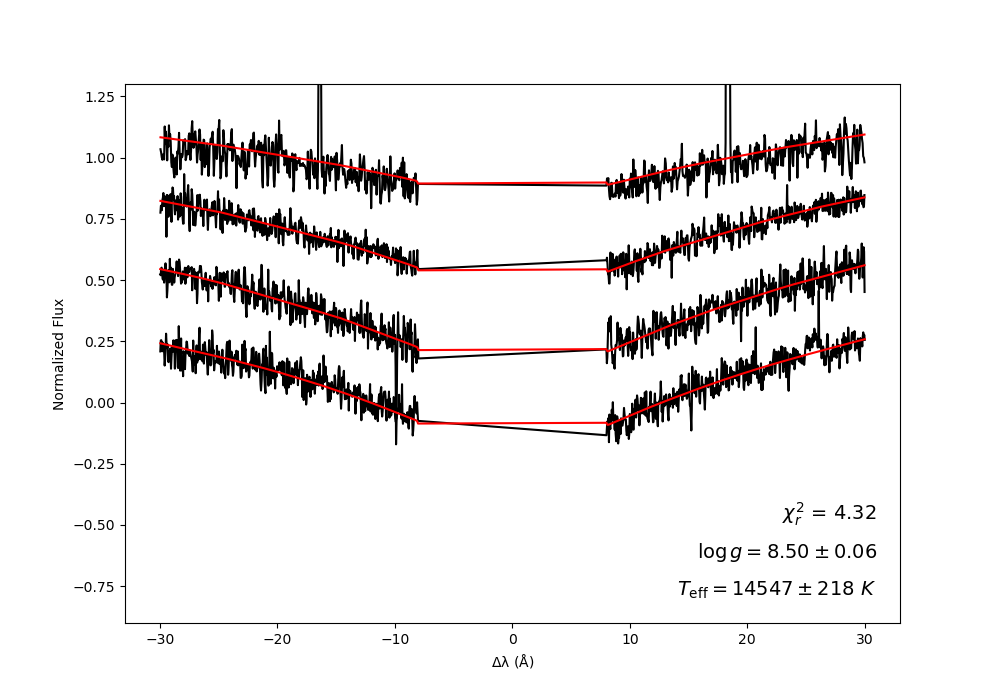 1.25
1.00
0.75
0.50
0.25
0.00
−0.25
−0.50
−0.75
Normalized Flux
χ²ᵣ = 4.32
log g = 8.50 ± 0.06
T_eff = 14547 ± 218 K
−30 −20 −10 0 10 20 30
Δλ (Å)